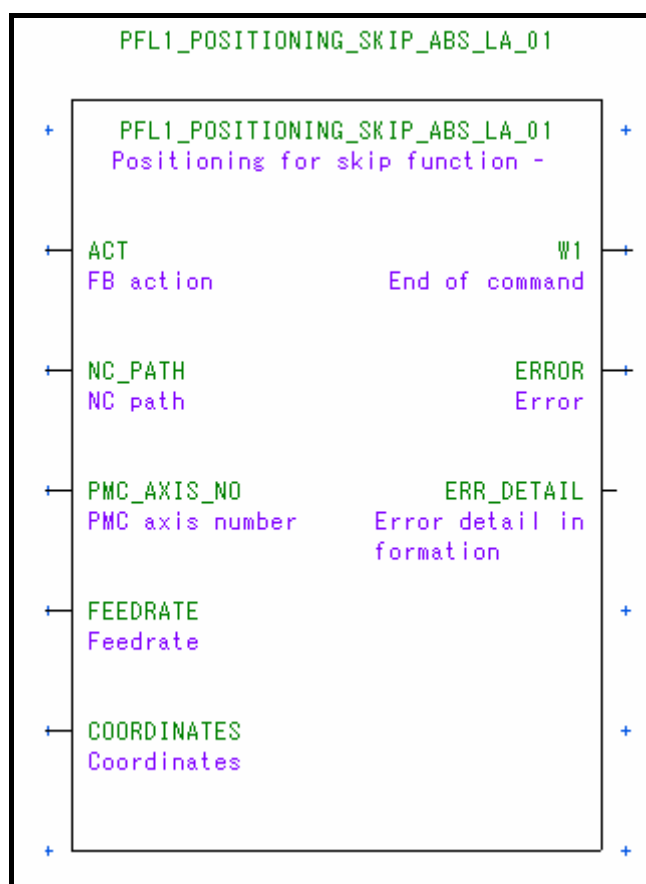 PFL1_POSITIONING_SKIP_ABS_LA_01
PFL1_POSITIONING_SKIP_ABS_LA_01
Positioning for skip function -
ACT W1
FB action End of command
NC_PATH ERROR
NC path Error
PMC_AXIS_NO ERR_DETAIL
PMC axis number Error detail in
formation
FEEDRATE
Feedrate
COORDINATES
Coordinates